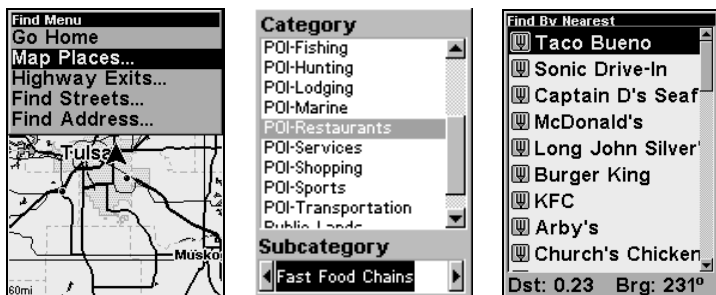 Find Menu
Go Home
Map Places...
Highway Exits...
Find Streets...
Find Address...
Tulsa
Musko
60mi
Category
POI-Fishing
POI-Hunting
POI-Lodging
POI-Marine
POI-Restaurants
POI-Services
POI-Shopping
POI-Sports
POI-Transportation
Public Lands
Subcategory
Fast Food Chains
Find By Nearest
Taco Bueno
Sonic Drive-In
Captain D's Seaf
McDonald's
Long John Silver'
Burger King
KFC
Arby's
Church's Chicken
Dst: 0.23 Brg: 231º